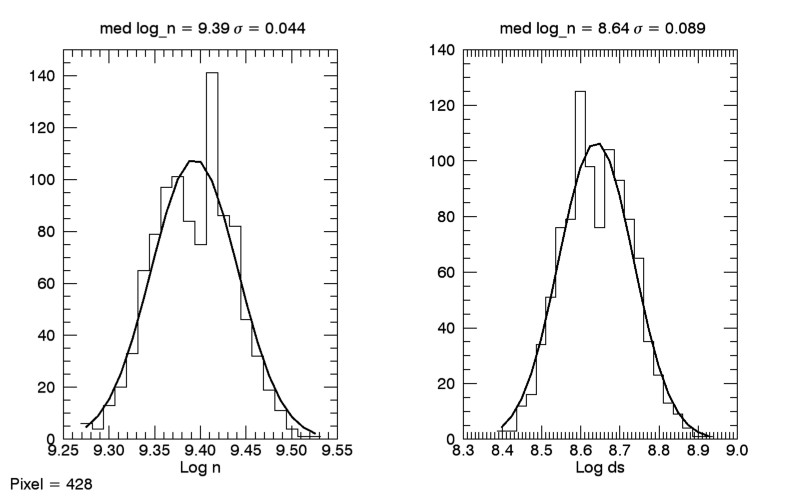 med log_n = 9.39 σ = 0.044
140
120
100
80
60
40
20
0
9.25 9.30 9.35 9.40 9.45 9.50 9.55
Log n
med log_n = 8.64 σ = 0.089
140
120
100
80
60
40
20
0
8.3 8.4 8.5 8.6 8.7 8.8 8.9 9.0
Log ds
Pixel = 428